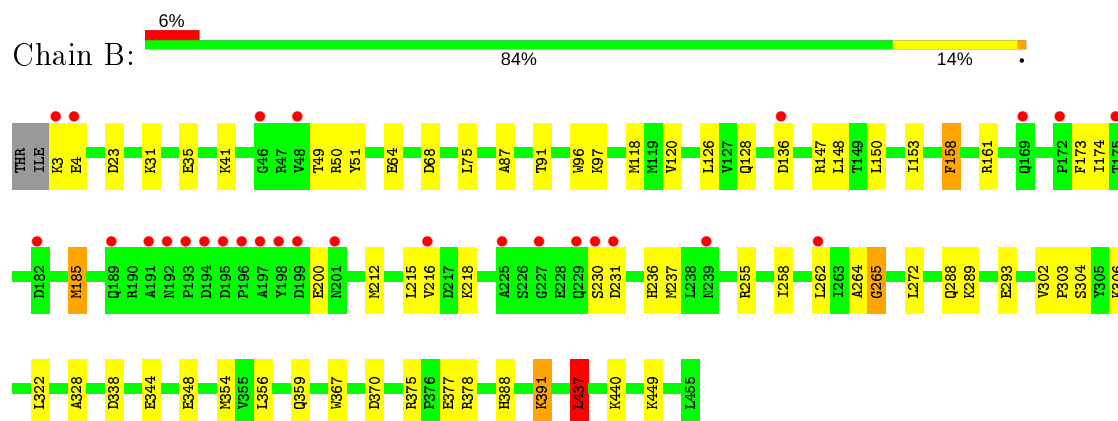 6%
Chain B:
84%
14%
•
THR ILE K3 E4 D23 K31 E35 K41 G46 R47 V48 T49 R50 Y51 E64 D68 L75 A87 T91 W96 K97 M118 M119 V120 L126 V127 Q128 D136 R147 L148 T149 L150 I153 F158 R161 Q169 P172 F173 I174 T175
D182 M185 Q189 R190 A191 N192 P193 D194 D195 P196 A197 Y198 D199 E200 N201 M212 L215 V216 D217 K218 A225 S226 G227 E228 Q229 S230 D231 H236 M237 L238 N239 R255 I258 L262 I263 A264 G265 L272 Q288 K289 E293 V302 P303 S304 Y305 K306
L322 A328 D338 E344 E348 M354 V355 L356 Q359 W367 D370 R375 P376 E377 R378 H388 K391 L437 K440 K449 L455